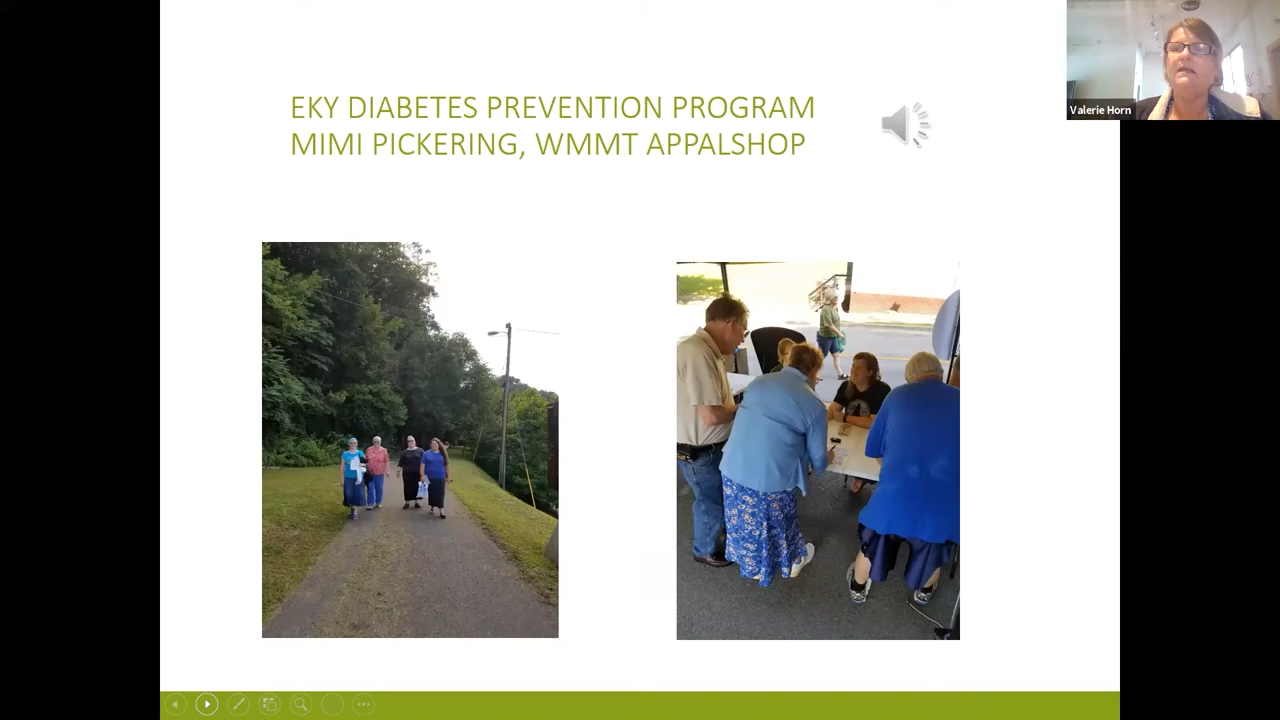 EKY DIABETES PREVENTION PROGRAM
MIMI PICKERING, WMMT APPALSHOP
Valerie Horn